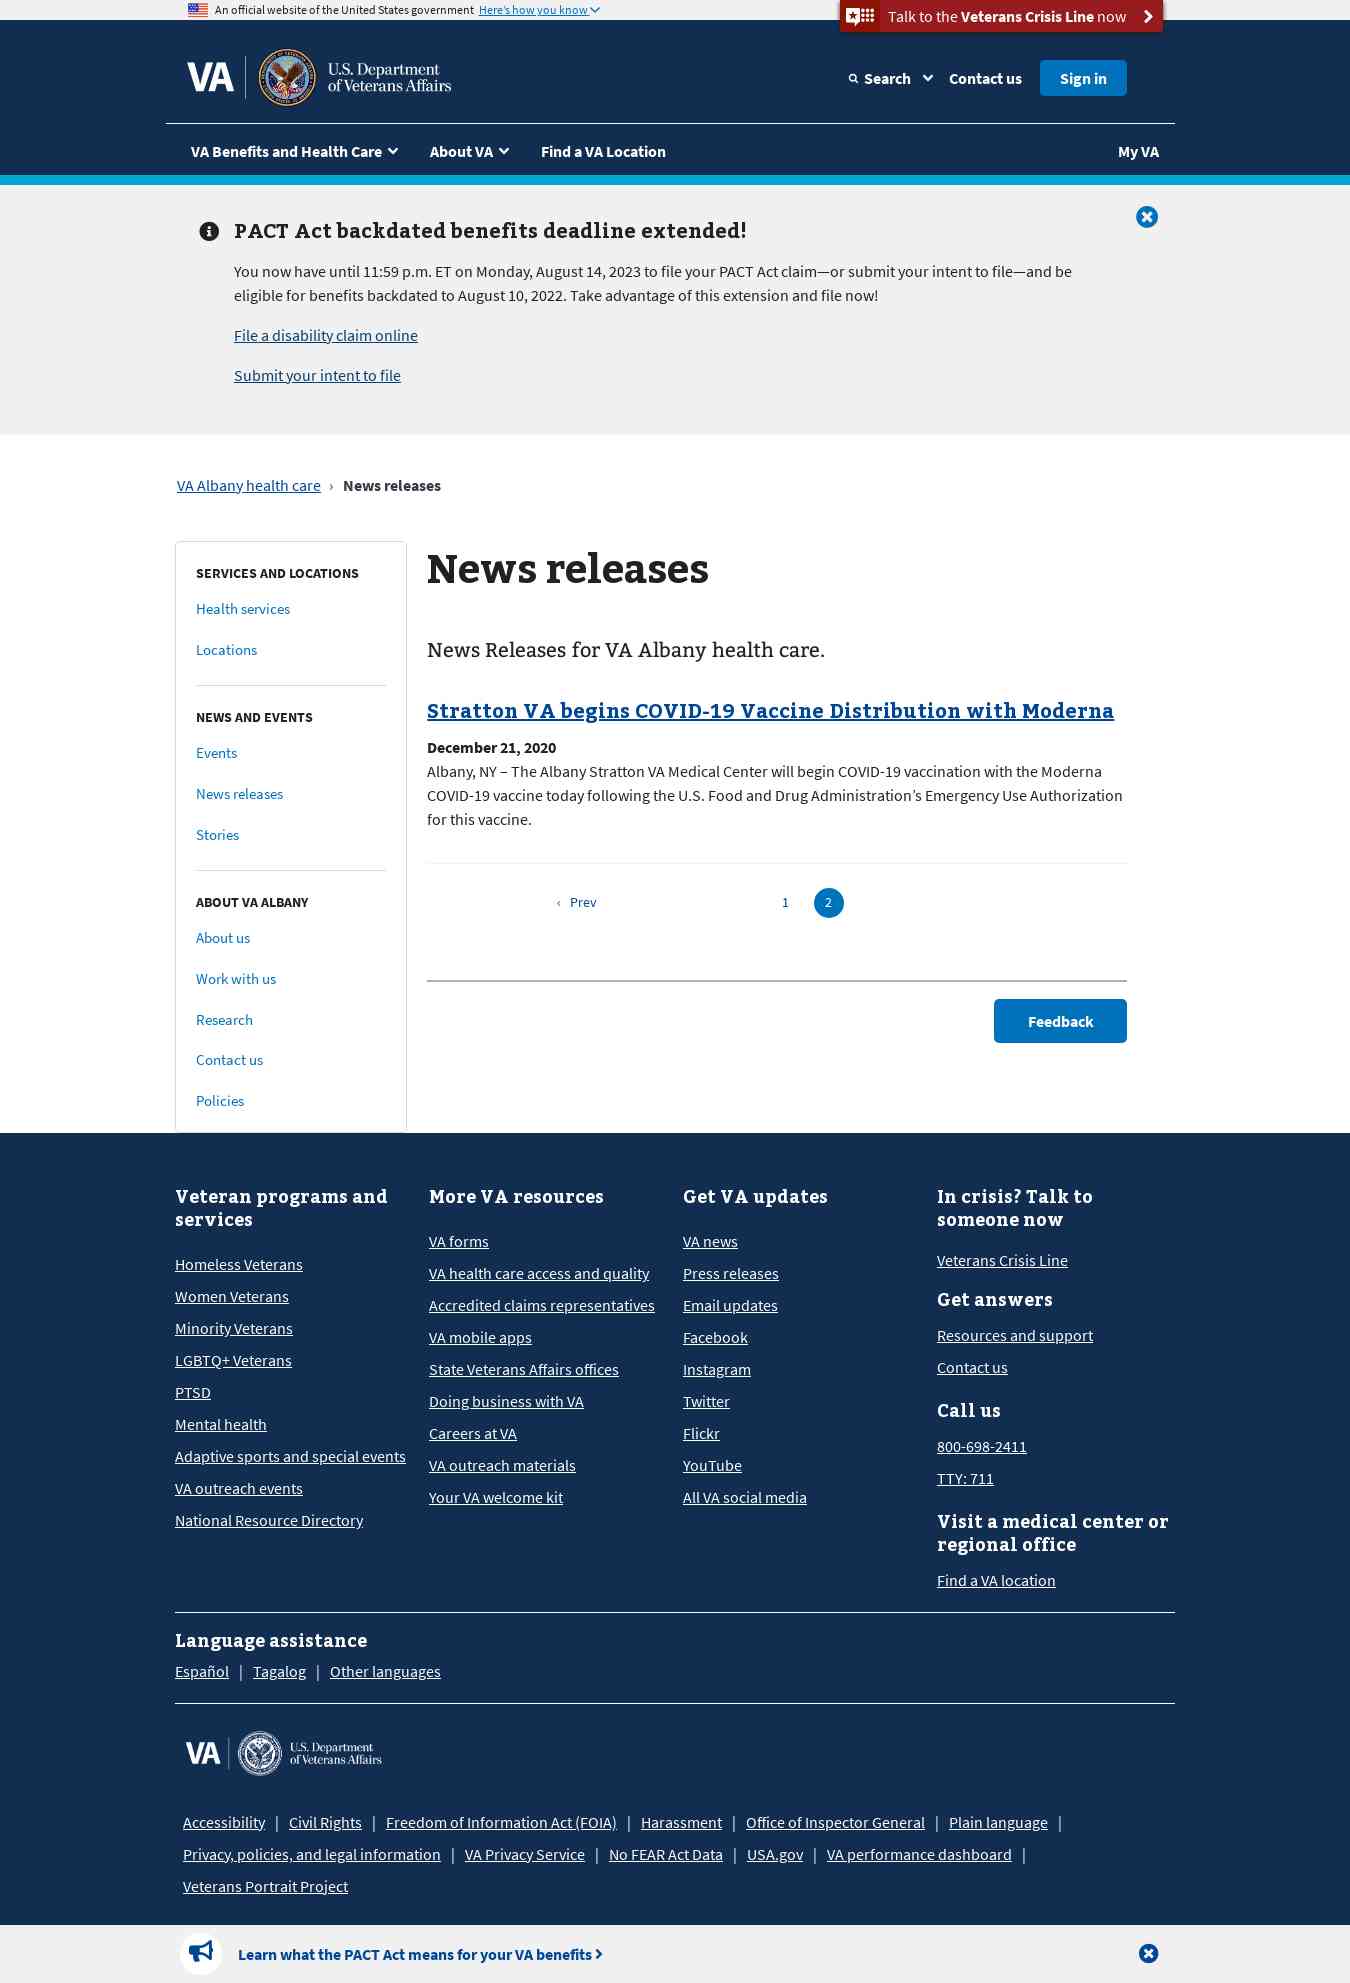 An official website of the United States government Here's how you know
Talk to the Veterans Crisis Line now
VA
U.S. Department
of Veterans Affairs
Search
Contact us
Sign in
VA Benefits and Health Care
About VA
Find a VA Location
My VA
PACT Act backdated benefits deadline extended!
You now have until 11:59 p.m. ET on Monday, August 14, 2023 to file your PACT Act claim—or submit your intent to file—and be
eligible for benefits backdated to August 10, 2022. Take advantage of this extension and file now!
File a disability claim online
Submit your intent to file
VA Albany health care › News releases
SERVICES AND LOCATIONS
Health services
Locations
NEWS AND EVENTS
Events
News releases
Stories
ABOUT VA ALBANY
About us
Work with us
Research
Contact us
Policies
News releases
News Releases for VA Albany health care.
Stratton VA begins COVID-19 Vaccine Distribution with Moderna
December 21, 2020
Albany, NY – The Albany Stratton VA Medical Center will begin COVID-19 vaccination with the Moderna
COVID-19 vaccine today following the U.S. Food and Drug Administration’s Emergency Use Authorization
for this vaccine.
‹ Prev
1
2
Feedback
Veteran programs and
services
Homeless Veterans
Women Veterans
Minority Veterans
LGBTQ+ Veterans
PTSD
Mental health
Adaptive sports and special events
VA outreach events
National Resource Directory
More VA resources
VA forms
VA health care access and quality
Accredited claims representatives
VA mobile apps
State Veterans Affairs offices
Doing business with VA
Careers at VA
VA outreach materials
Your VA welcome kit
Get VA updates
VA news
Press releases
Email updates
Facebook
Instagram
Twitter
Flickr
YouTube
All VA social media
In crisis? Talk to
someone now
Veterans Crisis Line
Get answers
Resources and support
Contact us
Call us
800-698-2411
TTY: 711
Visit a medical center or
regional office
Find a VA location
Language assistance
Español | Tagalog | Other languages
VA
U.S. Department
of Veterans Affairs
Accessibility | Civil Rights | Freedom of Information Act (FOIA) | Harassment | Office of Inspector General | Plain language |
Privacy, policies, and legal information | VA Privacy Service | No FEAR Act Data | USA.gov | VA performance dashboard |
Veterans Portrait Project
Learn what the PACT Act means for your VA benefits